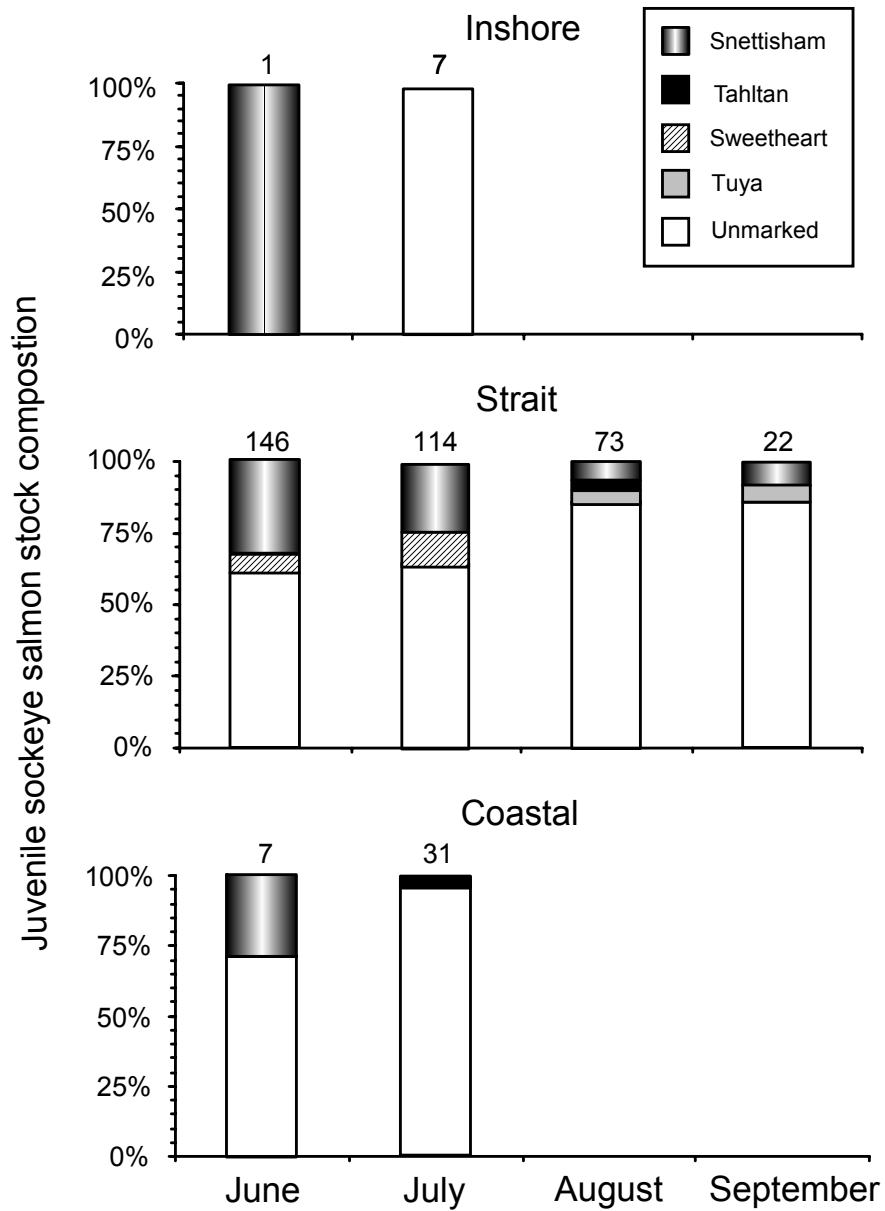 Inshore
Snettisham
Tahltan
Sweetheart
Tuya
Unmarked
1 7
100%
75%
50%
25%
0%
Juvenile sockeye salmon stock compostion
Strait
146 114 73 22
100%
75%
50%
25%
0%
Coastal
7 31
100%
75%
50%
25%
0%
June July August September